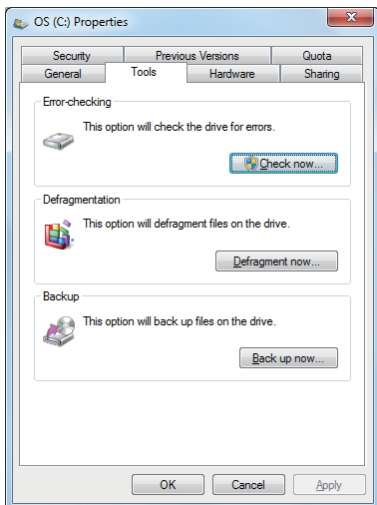 OS (C:) Properties
Security Previous Versions Quota
General Tools Hardware Sharing
Error-checking
This option will check the drive for errors.
Check now...
Defragmentation
This option will defragment files on the drive.
Defragment now...
Backup
This option will back up files on the drive.
Back up now...
OK Cancel Apply